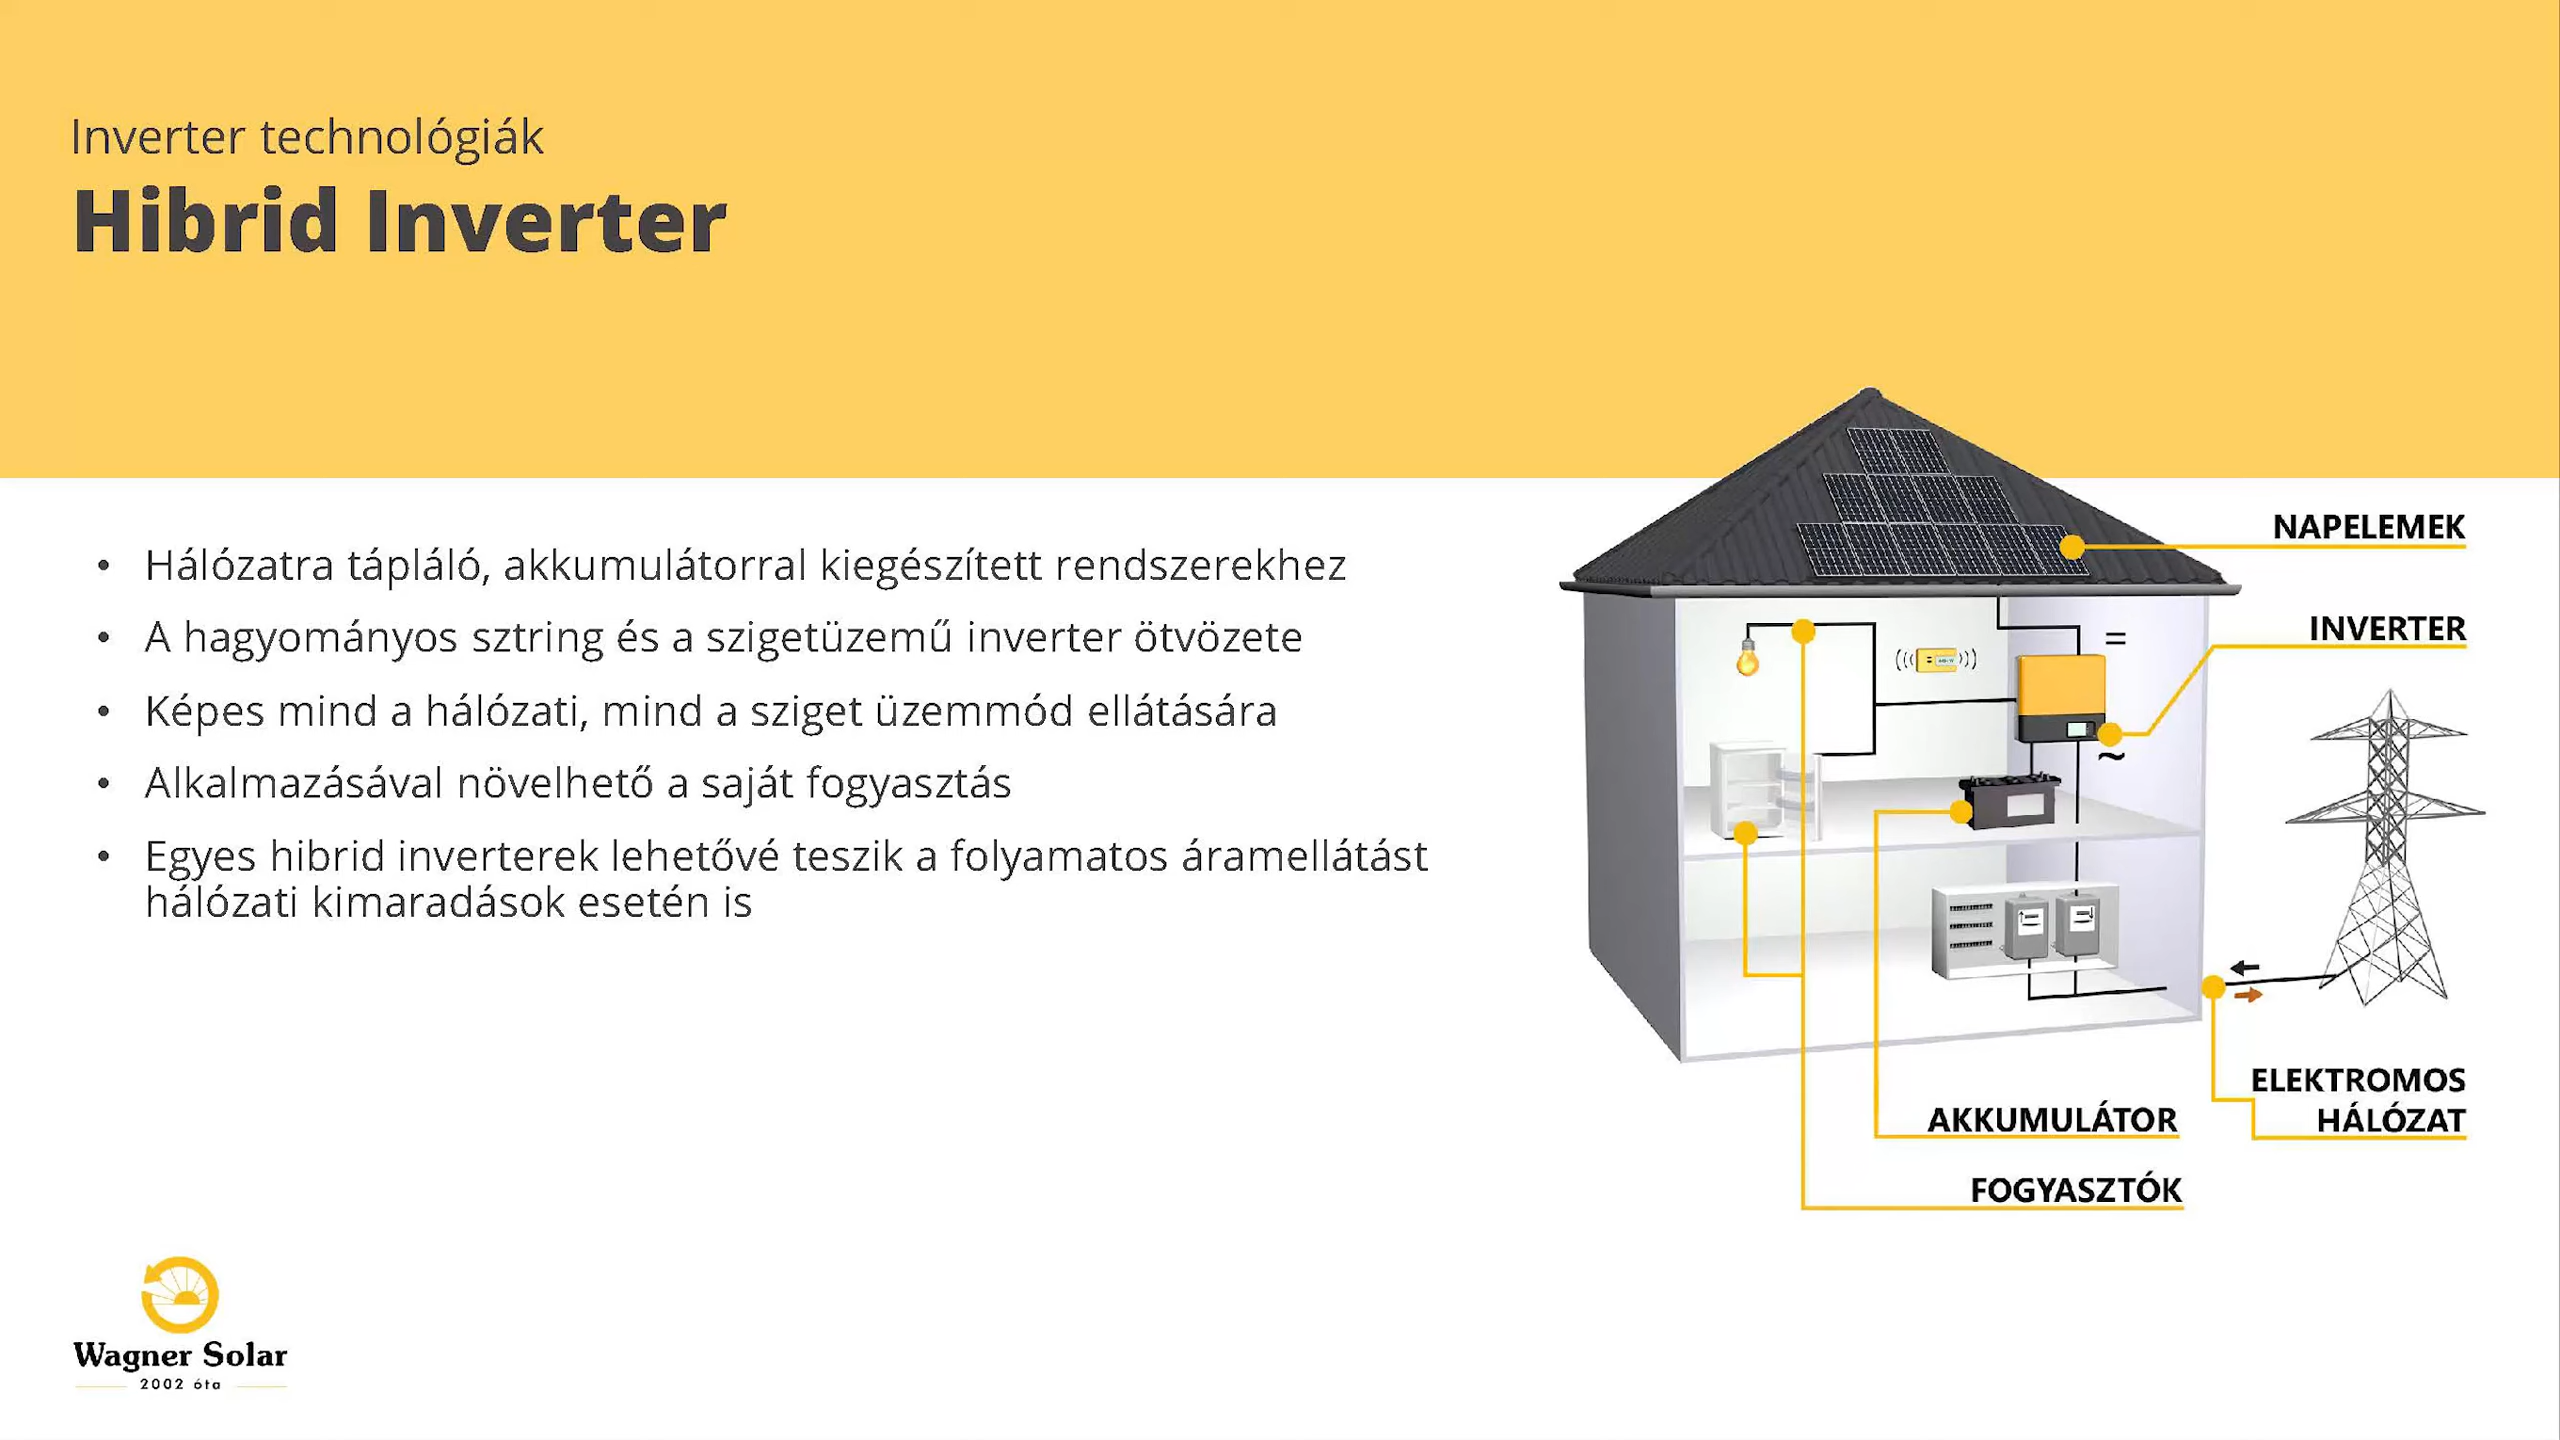 Inverter technológiák
Hibrid Inverter
• Hálózatra tápláló, akkumulátorral kiegészített rendszerekhez
• A hagyományos sztring és a szigetüzemű inverter ötvözete
• Képes mind a hálózati, mind a sziget üzemmód ellátására
• Alkalmazásával növelhető a saját fogyasztás
• Egyes hibrid inverterek lehetővé teszik a folyamatos áramellátást
hálózati kimaradások esetén is
NAPELEMEK
INVERTER
=
~
ELEKTROMOS
HÁLÓZAT
AKKUMULÁTOR
FOGYASZTÓK
Wagner Solar
2002 óta